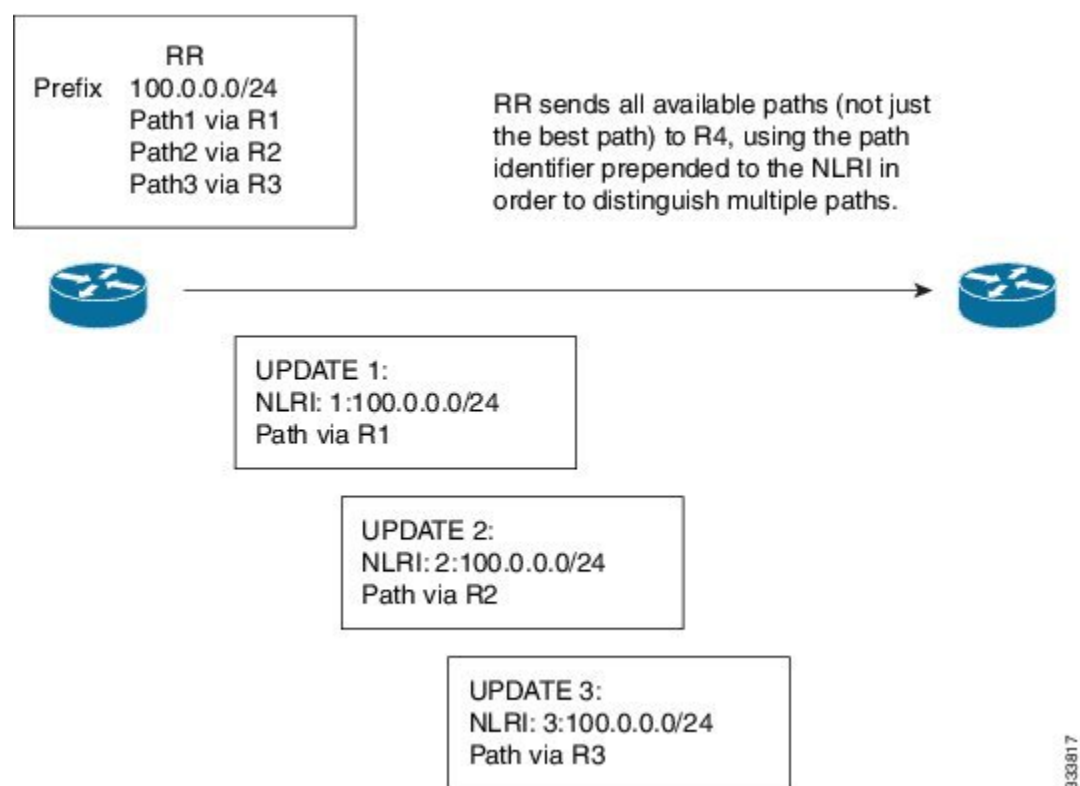 RR
Prefix 100.0.0.0/24
Path1 via R1
Path2 via R2
Path3 via R3
RR sends all available paths (not just
the best path) to R4, using the path
identifier prepended to the NLRI in
order to distinguish multiple paths.
UPDATE 1:
NLRI: 1:100.0.0.0/24
Path via R1
UPDATE 2:
NLRI: 2:100.0.0.0/24
Path via R2
UPDATE 3:
NLRI: 3:100.0.0.0/24
Path via R3
333817